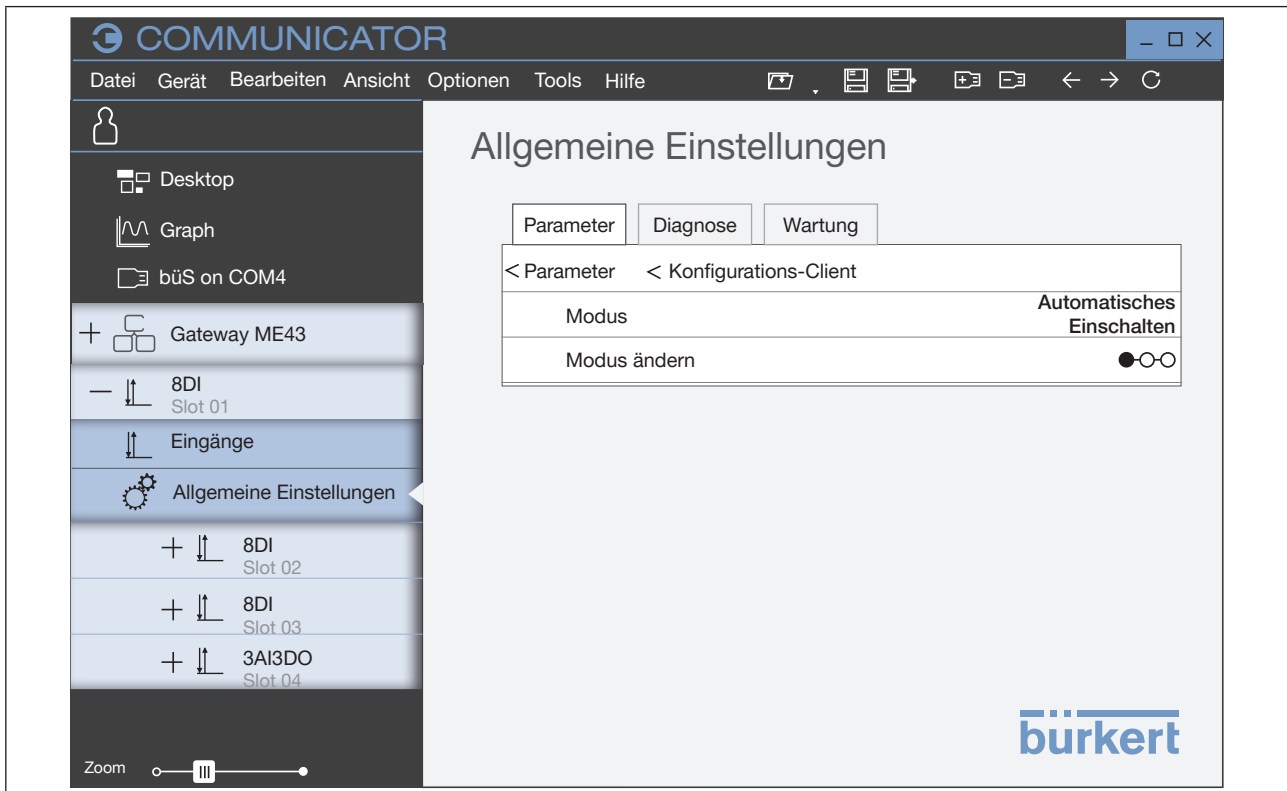 COMMUNICATOR
Datei Gerät Bearbeiten Ansicht Optionen Tools Hilfe
Desktop
Graph
büS on COM4
Gateway ME43
8DI
Slot 01
Eingänge
Allgemeine Einstellungen
8DI
Slot 02
8DI
Slot 03
3AI3DO
Slot 04
Zoom
Allgemeine Einstellungen
Parameter Diagnose Wartung
< Parameter < Konfigurations-Client
Modus
Automatisches
Einschalten
Modus ändern
bürkert